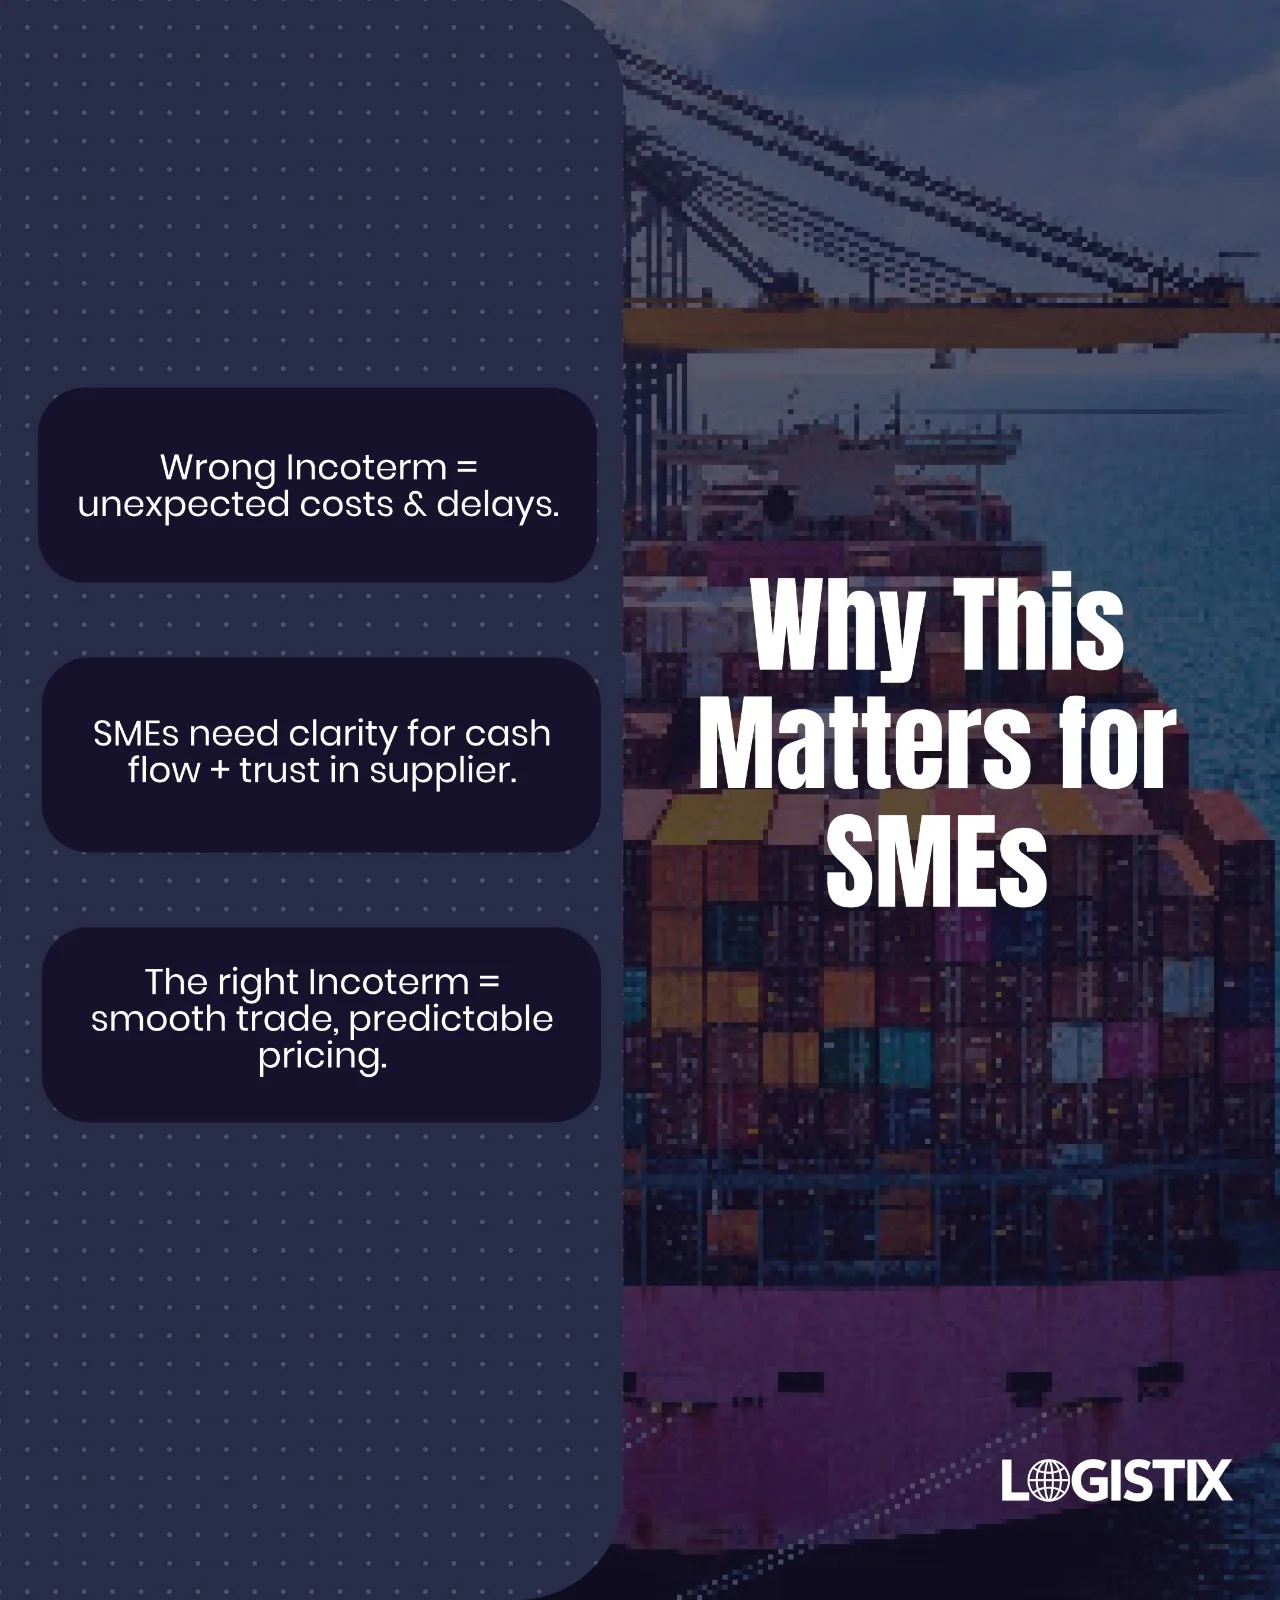 Wrong Incoterm =
unexpected costs & delays.
SMEs need clarity for cash
flow + trust in supplier.
The right Incoterm =
smooth trade, predictable
pricing.
Why This
Matters for
SMEs
LOGISTIX